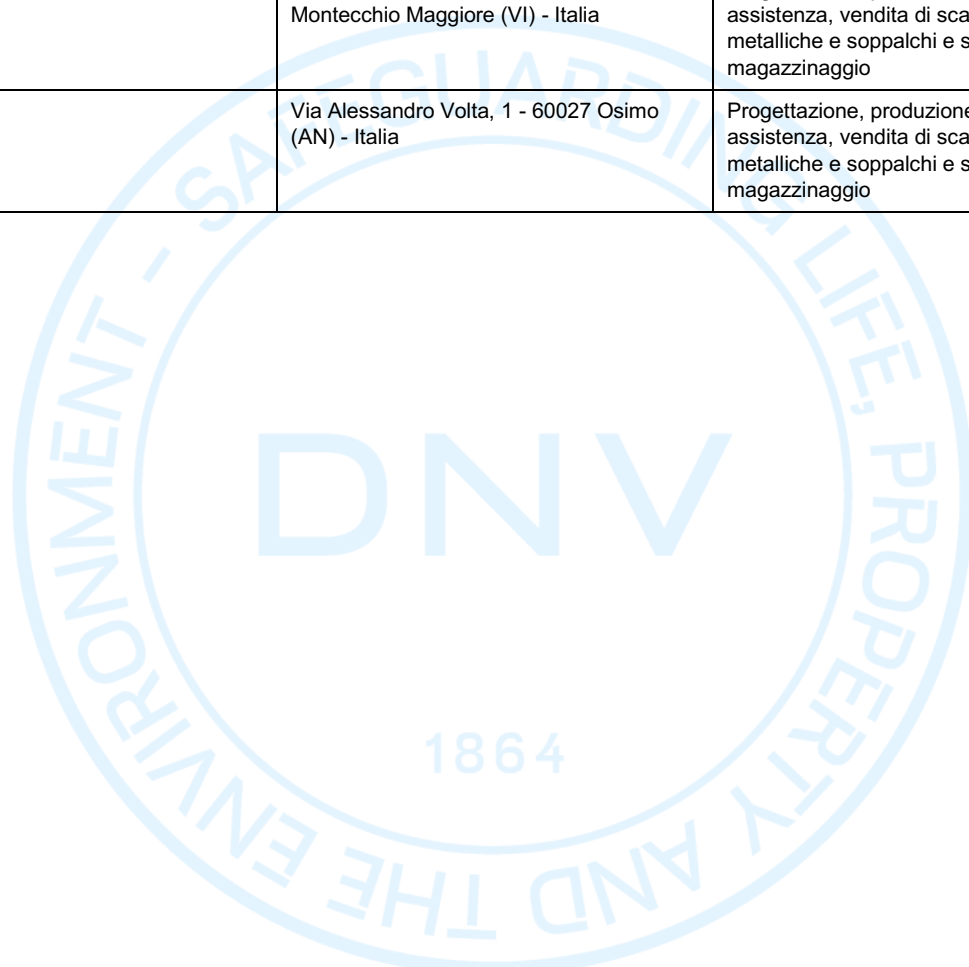 Montecchio Maggiore (VI) - Italia
assistenza, vendita di sca
metalliche e soppalchi e s
magazzinaggio
Via Alessandro Volta, 1 - 60027 Osimo
(AN) - Italia
Progettazione, produzione
assistenza, vendita di sca
metalliche e soppalchi e s
magazzinaggio
SAFEGUARDING LIFE, PROPERTY AND THE ENVIRONMENT -
DNV
1864